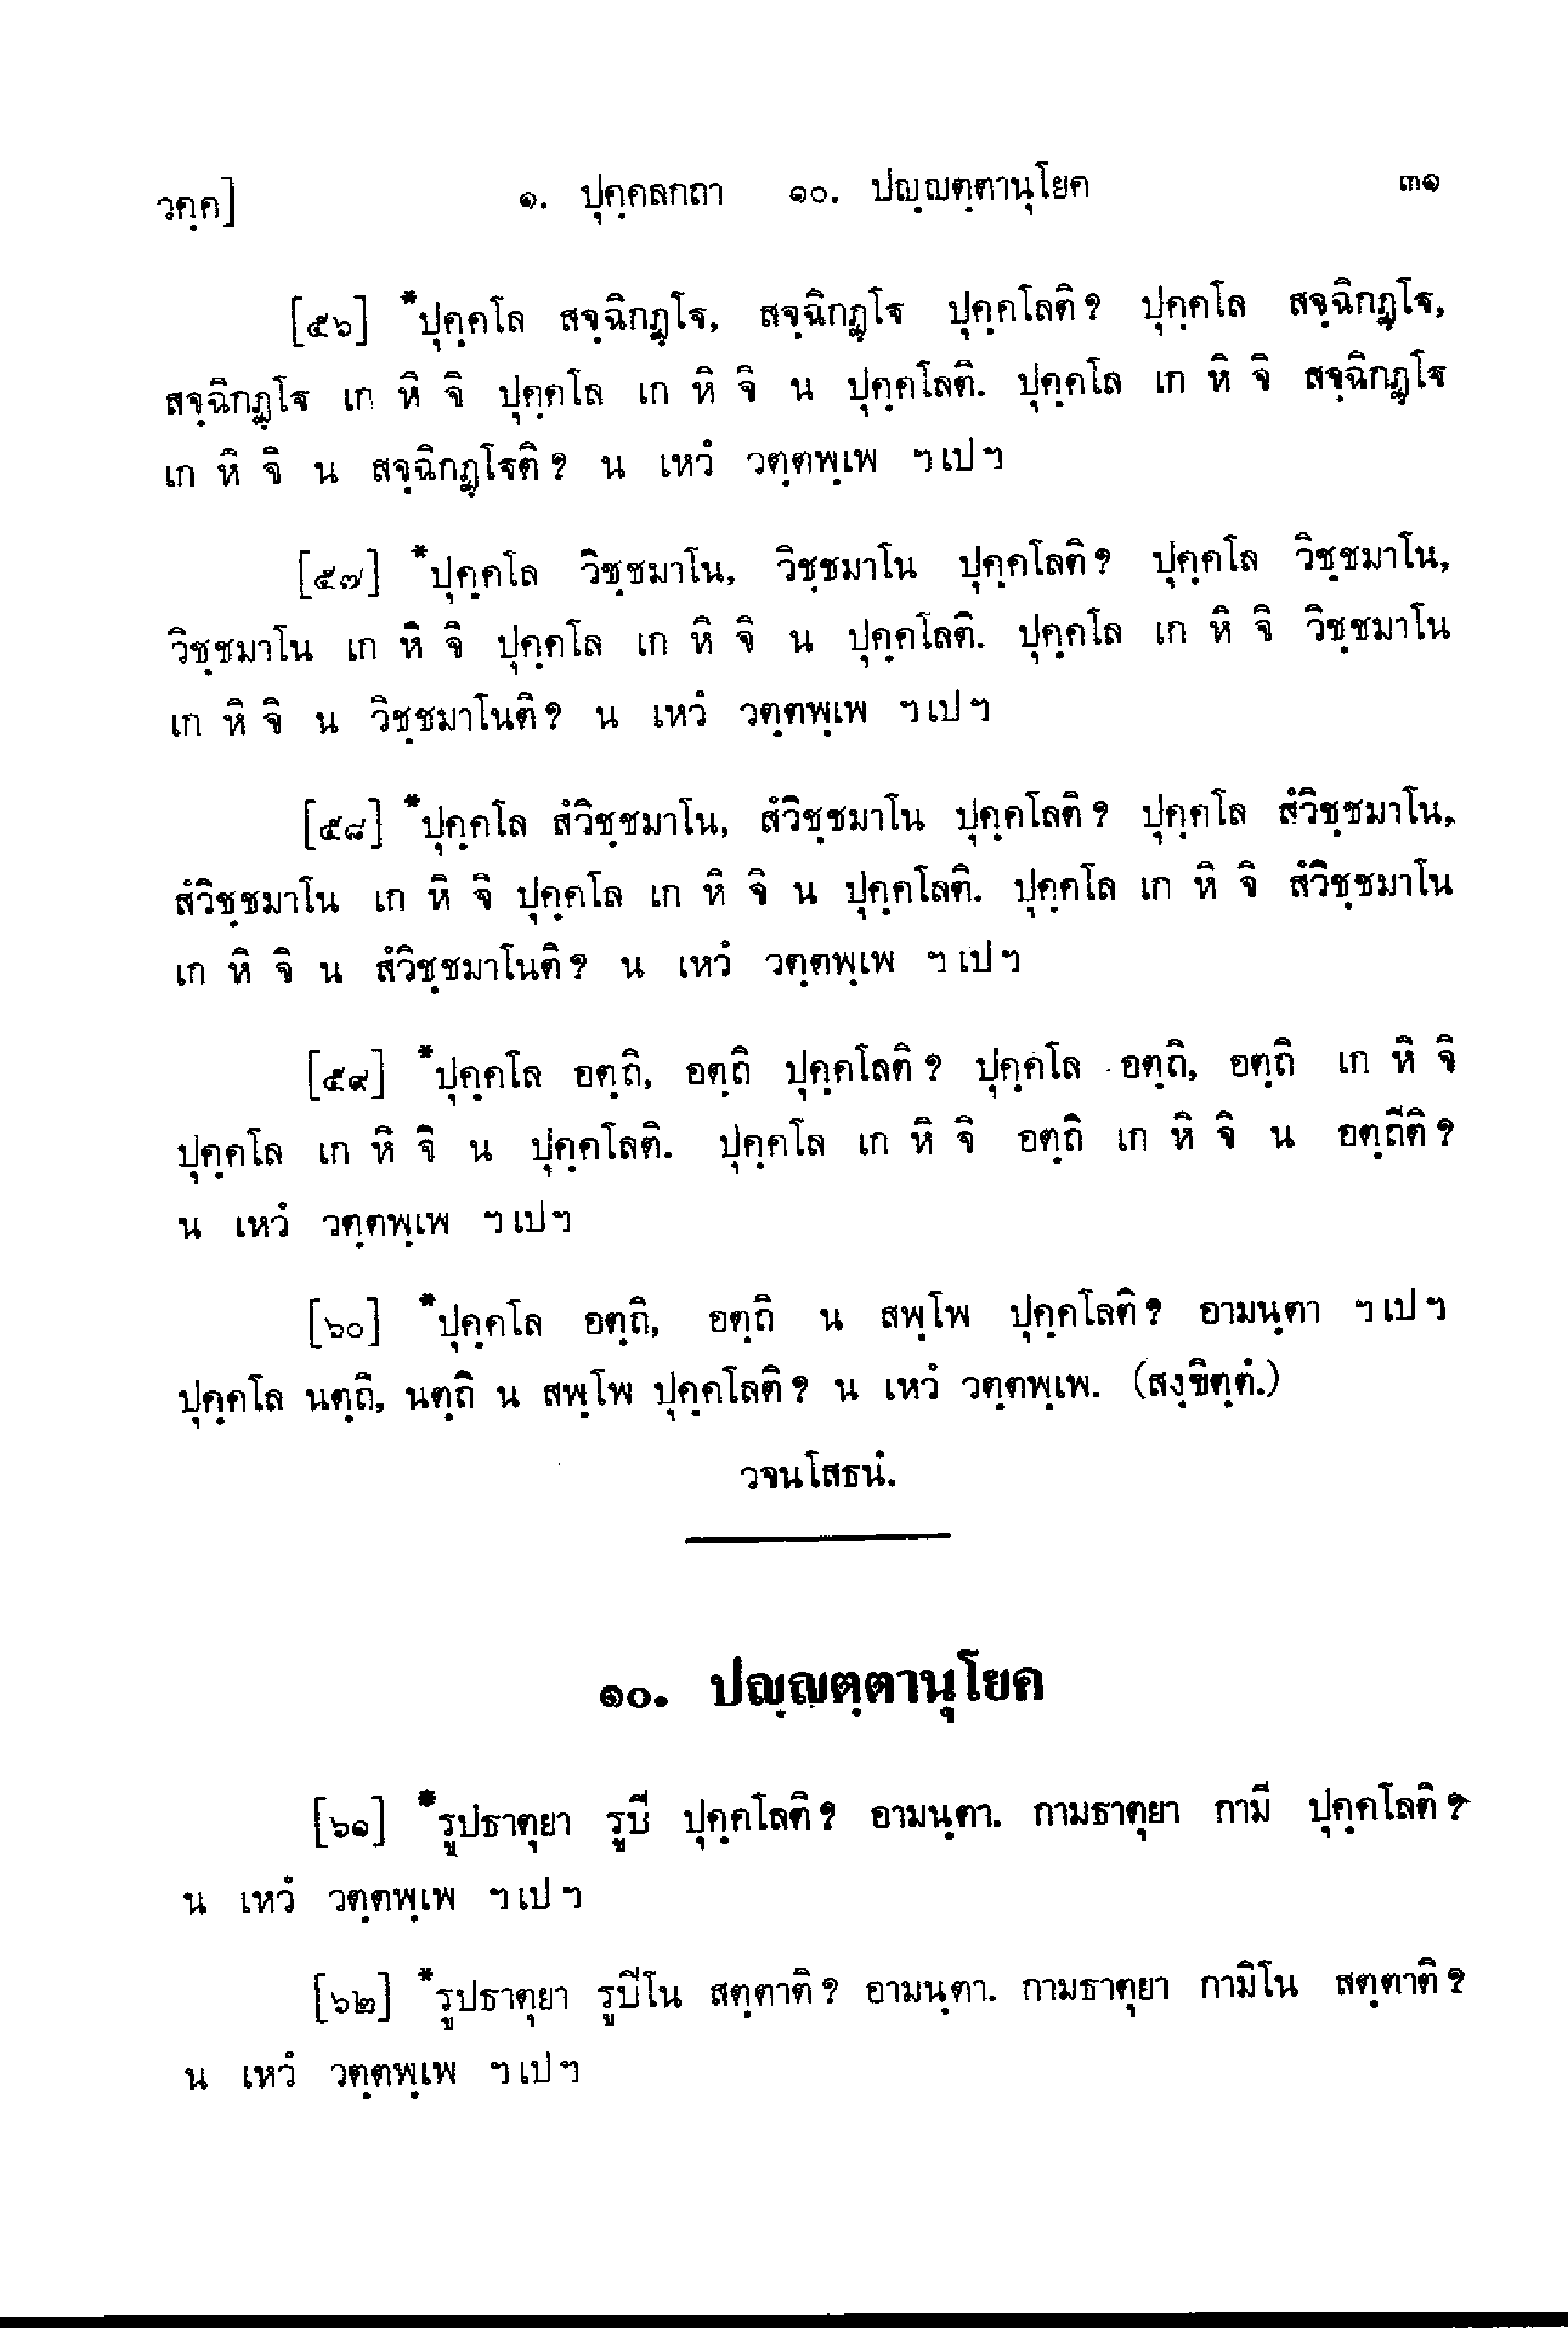 วคฺค] ๑. ปุคฺคลกถา ๑๐. ปญฺญตฺตานุโยค ๓๑
[๕๖] *ปุคฺคโล สจฺฉิกฏฺโฐ, สจฺฉิกฏฺโฐ ปุคฺคโลติ? ปุคฺคโล สจฺฉิกฏฺโฐ,
สจฺฉิกฏฺโฐ เก หิ จิ ปุคฺคโล เก หิ จิ น ปุคฺคโลติ. ปุคฺคโล เก หิ จิ สจฺฉิกฏฺโฐ
เก หิ จิ น สจฺฉิกฏฺโฐติ? น เหวํ วตฺตพฺเพ ฯเปฯ
[๕๗] *ปุคฺคโล วิชฺชมาโน, วิชฺชมาโน ปุคฺคโลติ? ปุคฺคโล วิชฺชมาโน,
วิชฺชมาโน เก หิ จิ ปุคฺคโล เก หิ จิ น ปุคฺคโลติ. ปุคฺคโล เก หิ จิ วิชฺชมาโน
เก หิ จิ น วิชฺชมาโนติ? น เหวํ วตฺตพฺเพ ฯเปฯ
[๕๘] *ปุคฺคโล สํวิชฺชมาโน, สํวิชฺชมาโน ปุคฺคโลติ? ปุคฺคโล สํวิชฺชมาโน,
สํวิชฺชมาโน เก หิ จิ ปุคฺคโล เก หิ จิ น ปุคฺคโลติ. ปุคฺคโล เก หิ จิ สํวิชฺชมาโน
เก หิ จิ น สํวิชฺชมาโนติ? น เหวํ วตฺตพฺเพ ฯเปฯ
[๕๙] *ปุคฺคโล อตฺถิ, อตฺถิ ปุคฺคโลติ? ปุคฺคโล อตฺถิ, อตฺถิ เก หิ จิ
ปุคฺคโล เก หิ จิ น ปุคฺคโลติ. ปุคฺคโล เก หิ จิ อตฺถิ เก หิ จิ น อตฺถีติ?
น เหวํ วตฺตพฺเพ ฯเปฯ
[๖๐] *ปุคฺคโล อตฺถิ, อตฺถิ น สพฺโพ ปุคฺคโลติ? อามนฺตา ฯเปฯ
ปุคฺคโล นตฺถิ, นตฺถิ น สพฺโพ ปุคฺคโลติ? น เหวํ วตฺตพฺเพ. (สงฺขิตฺตํ.)
วจนโสธนํ.
๑๐. ปญฺญตฺตานุโยค
[๖๑] *รูปธาตุยา รูปี ปุคฺคโลติ? อามนฺตา. กามธาตุยา กามี ปุคฺคโลติ?
น เหวํ วตฺตพฺเพ ฯเปฯ
[๖๒] *รูปธาตุยา รูปีโน สตฺตาติ? อามนฺตา. กามธาตุยา กามิโน สตฺตาติ?
น เหวํ วตฺตพฺเพ ฯเปฯ